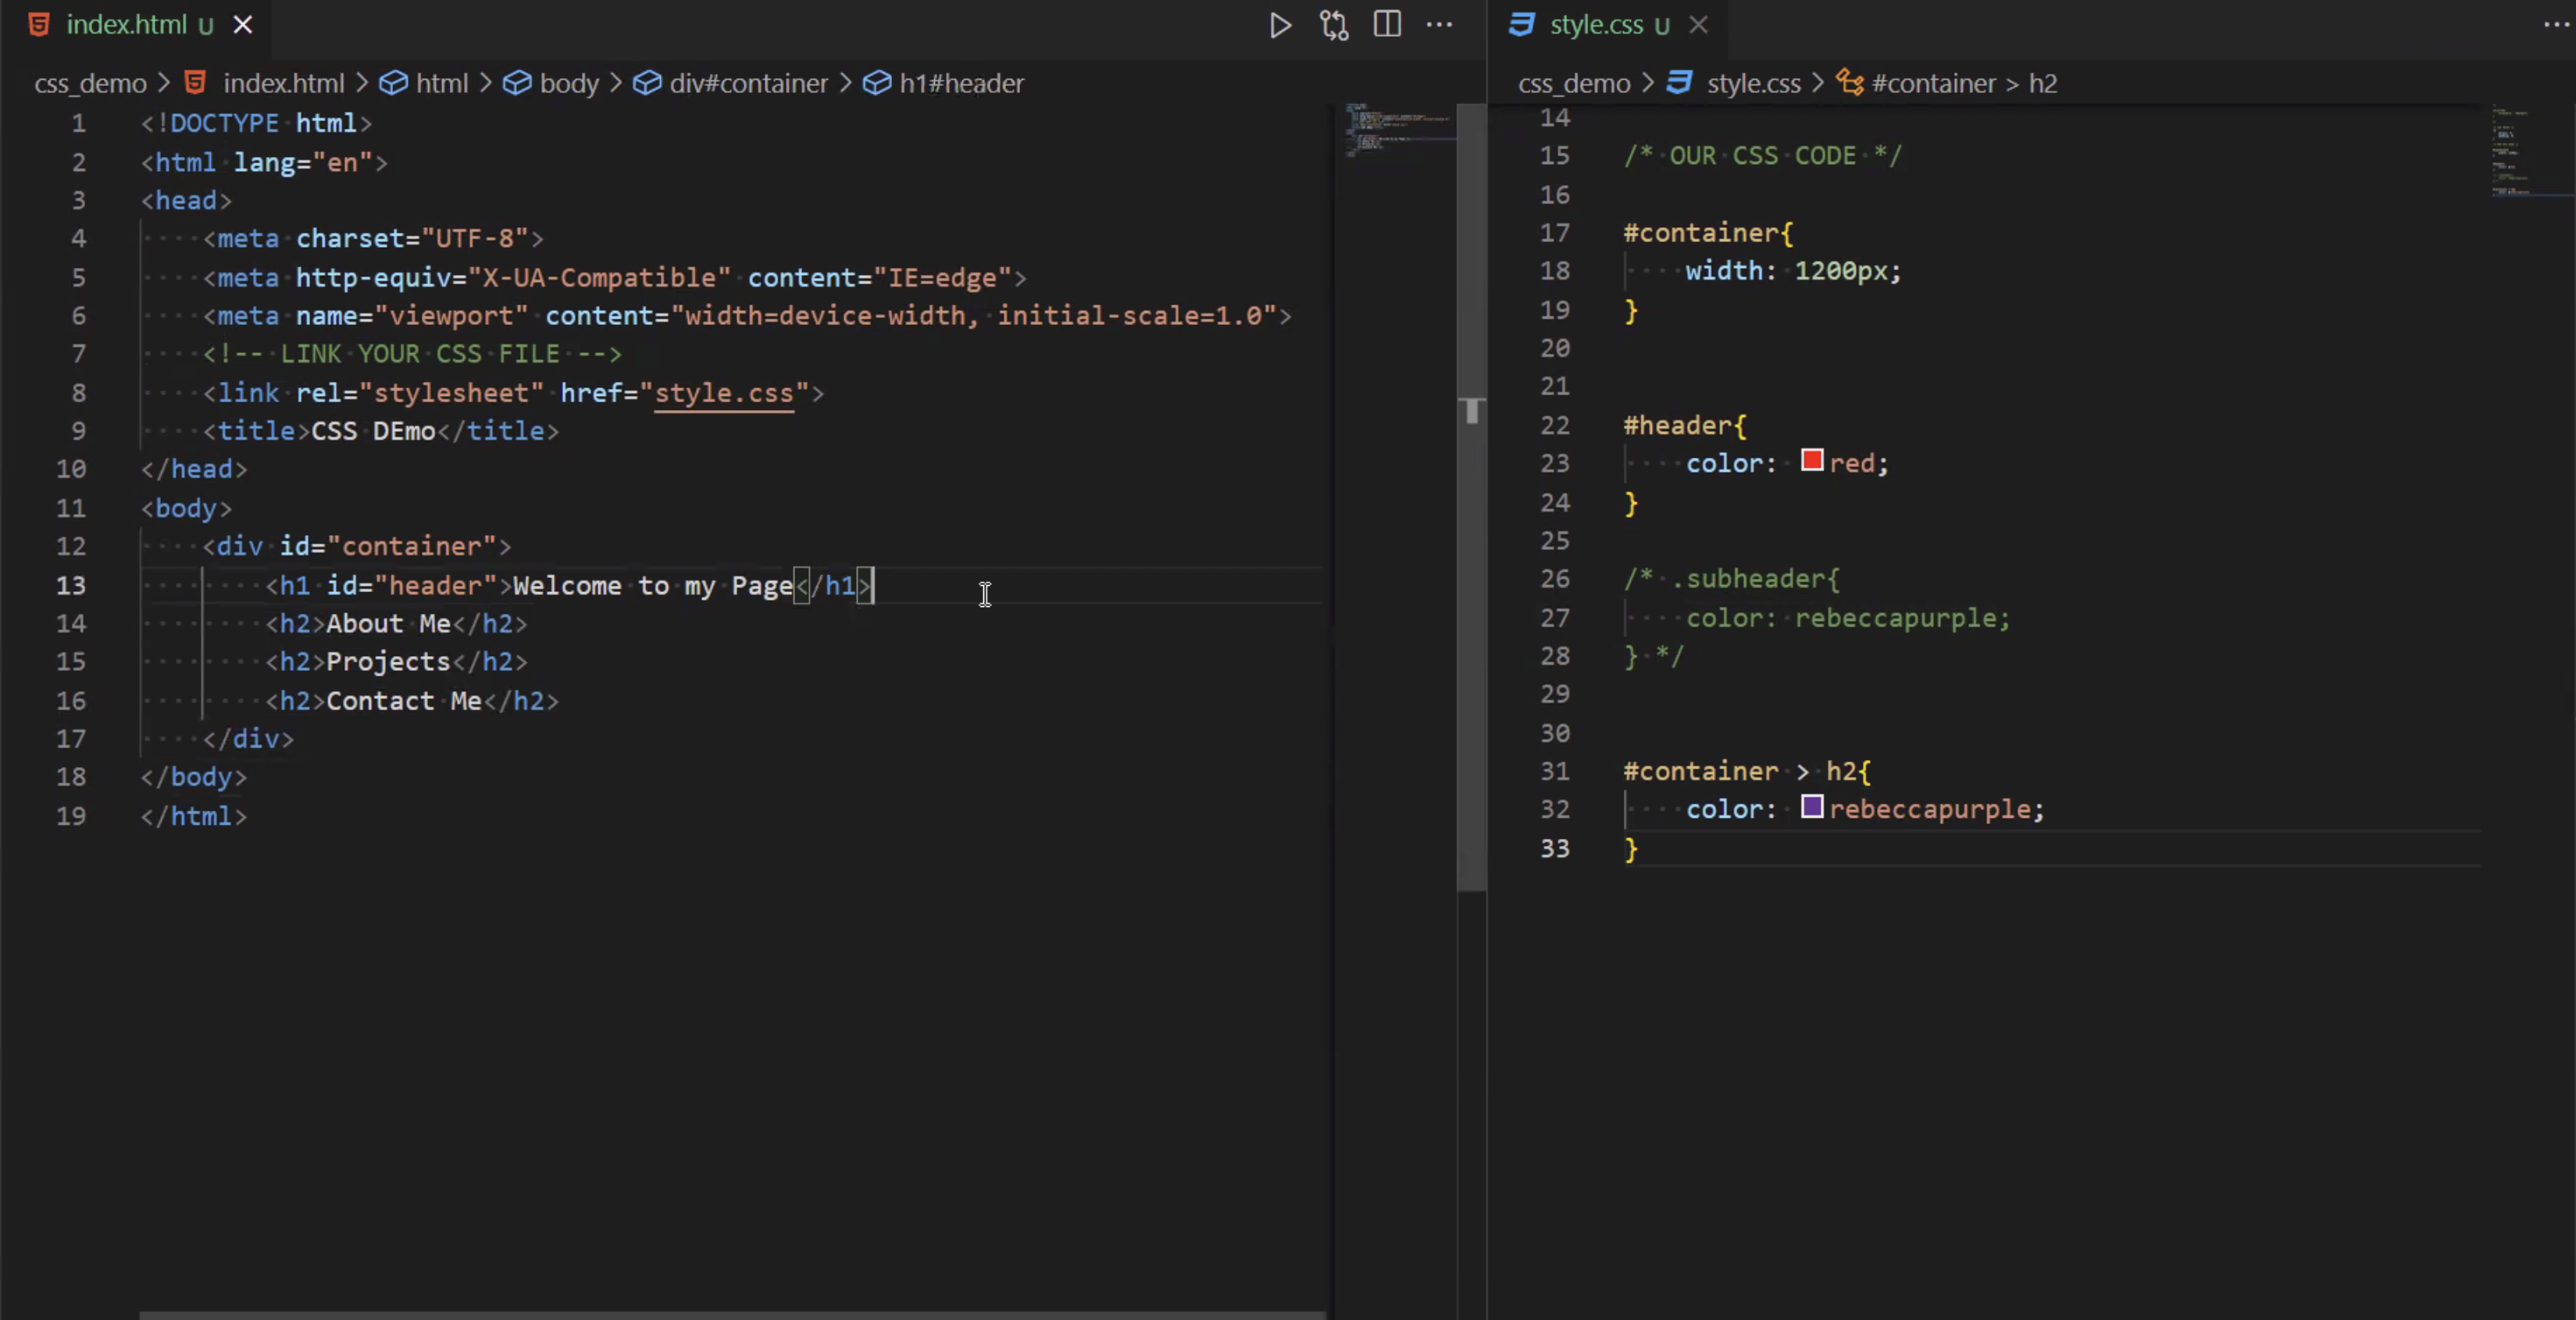 index.html U
css_demo > index.html > html > body > div#container > h1#header
1 <!DOCTYPE html>
2 <html lang="en">
3 <head>
4     <meta charset="UTF-8">
5     <meta http-equiv="X-UA-Compatible" content="IE=edge">
6     <meta name="viewport" content="width=device-width, initial-scale=1.0">
7     <!-- LINK YOUR CSS FILE -->
8     <link rel="stylesheet" href="style.css">
9     <title>CSS DEmo</title>
10 </head>
11 <body>
12     <div id="container">
13         <h1 id="header">Welcome to my Page</h1>
14         <h2>About Me</h2>
15         <h2>Projects</h2>
16         <h2>Contact Me</h2>
17     </div>
18 </body>
19 </html>
style.css U
css_demo > style.css > #container > h2
14
15 /* OUR CSS CODE */
16
17 #container{
18     width: 1200px;
19 }
20
21
22 #header{
23     color: red;
24 }
25
26 /* .subheader{
27     color: rebeccapurple;
28 } */
29
30
31 #container > h2{
32     color: rebeccapurple;
33 }